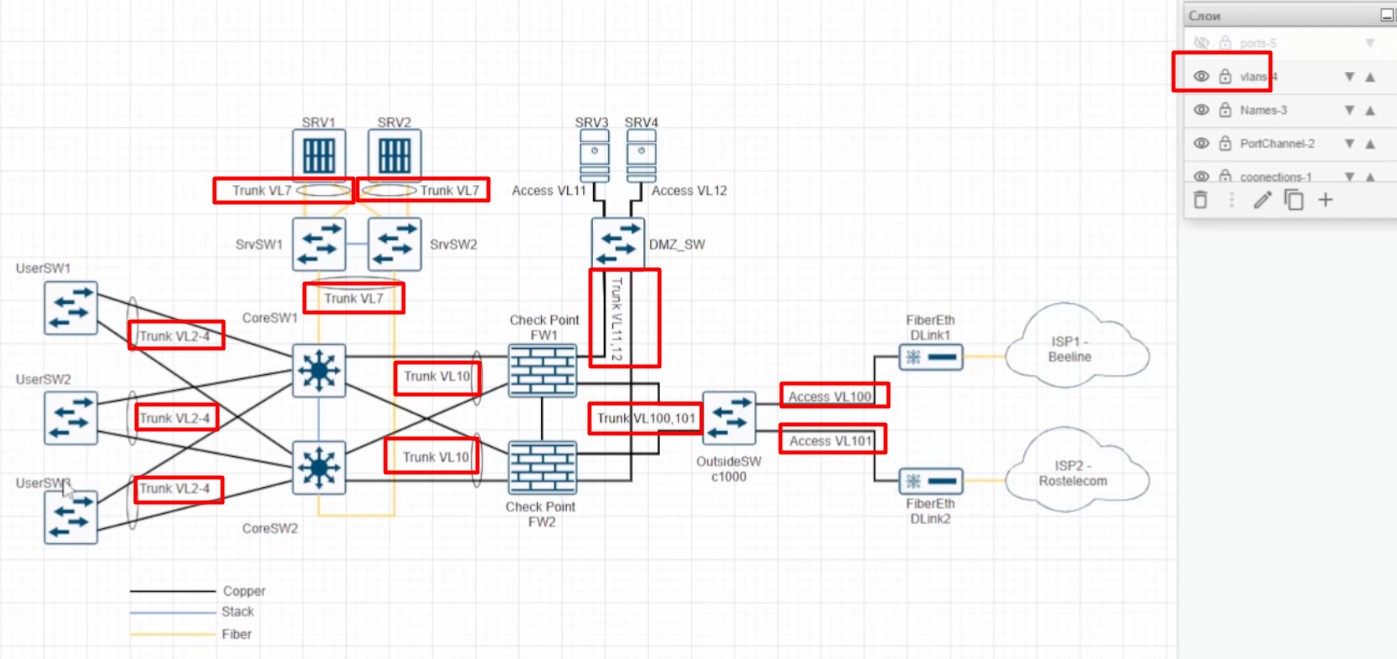 Слои
ports-5
vlans-4
Names-3
PortChannel-2
coonections-1
SRV1
SRV2
SRV3
SRV4
Trunk VL7
Trunk VL7
Access VL11
Access VL12
SrvSW1
SrvSW2
DMZ_SW
UserSW1
Trunk VL7
Trunk VL11,12
CoreSW1
Check Point
FW1
FiberEth
DLink1
Trunk VL2-4
ISP1 -
Beeline
UserSW2
Trunk VL10
Access VL100
Trunk VL2-4
Trunk VL100,101
Access VL101
Trunk VL10
OutsideSW
c1000
ISP2 -
Rostelecom
UserSW3
Trunk VL2-4
CoreSW2
Check Point
FW2
FiberEth
DLink2
Copper
Stack
Fiber